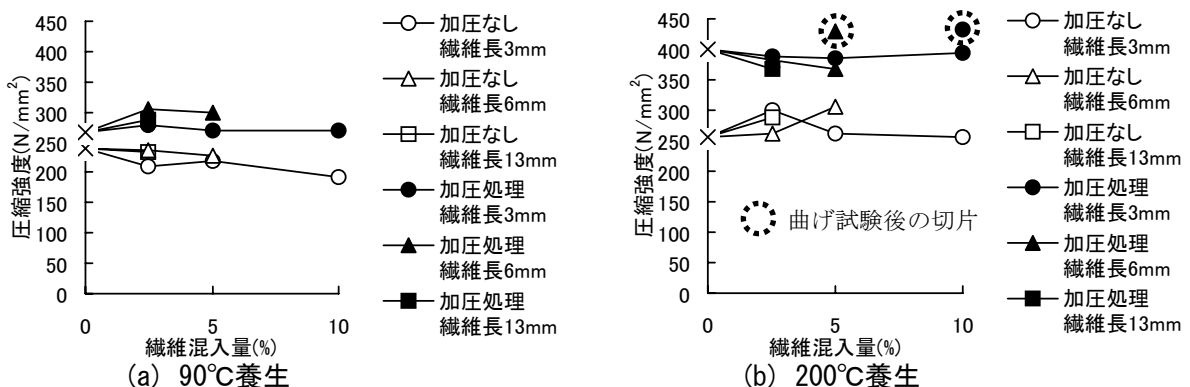 圧縮強度(N/mm²)
450
400
350
300
250
200
150
100
50
0
0
5
10
繊維混入量(%)
(a) 90℃養生
加圧なし
繊維長3mm
加圧なし
繊維長6mm
加圧なし
繊維長13mm
加圧処理
繊維長3mm
加圧処理
繊維長6mm
加圧処理
繊維長13mm
圧縮強度(N/mm²)
450
400
350
300
250
200
150
100
50
0
0
5
10
曲げ試験後の切片
繊維混入量(%)
(b) 200℃養生
加圧なし
繊維長3mm
加圧なし
繊維長6mm
加圧なし
繊維長13mm
加圧処理
繊維長3mm
加圧処理
繊維長6mm
加圧処理
繊維長13mm